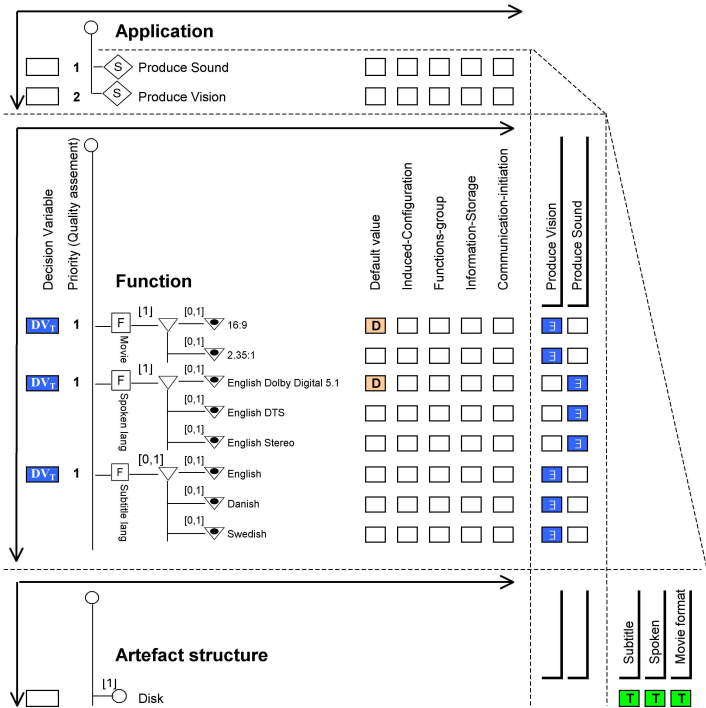 Application
1 S Produce Sound
2 S Produce Vision
Decision Variable
Priority (Quality assement)
Function
Default value
Induced-Configuration
Functions-group
Information-Storage
Communication-initiation
Produce Vision
Produce Sound
DVT 1 F [1] [0,1] 16:9 D ∃
Movie
[0,1] 2.35:1 ∃
DVT 1 F [1] [0,1] English Dolby Digital 5.1 D ∃
Spoken lang
[0,1] English DTS ∃
[0,1] English Stereo ∃
DVT 1 F [0,1] [0,1] English ∃
Subtitle lang
[0,1] Danish ∃
[0,1] Swedish ∃
Artefact structure
Subtitle
Spoken
Movie format
[1] Disk T T T